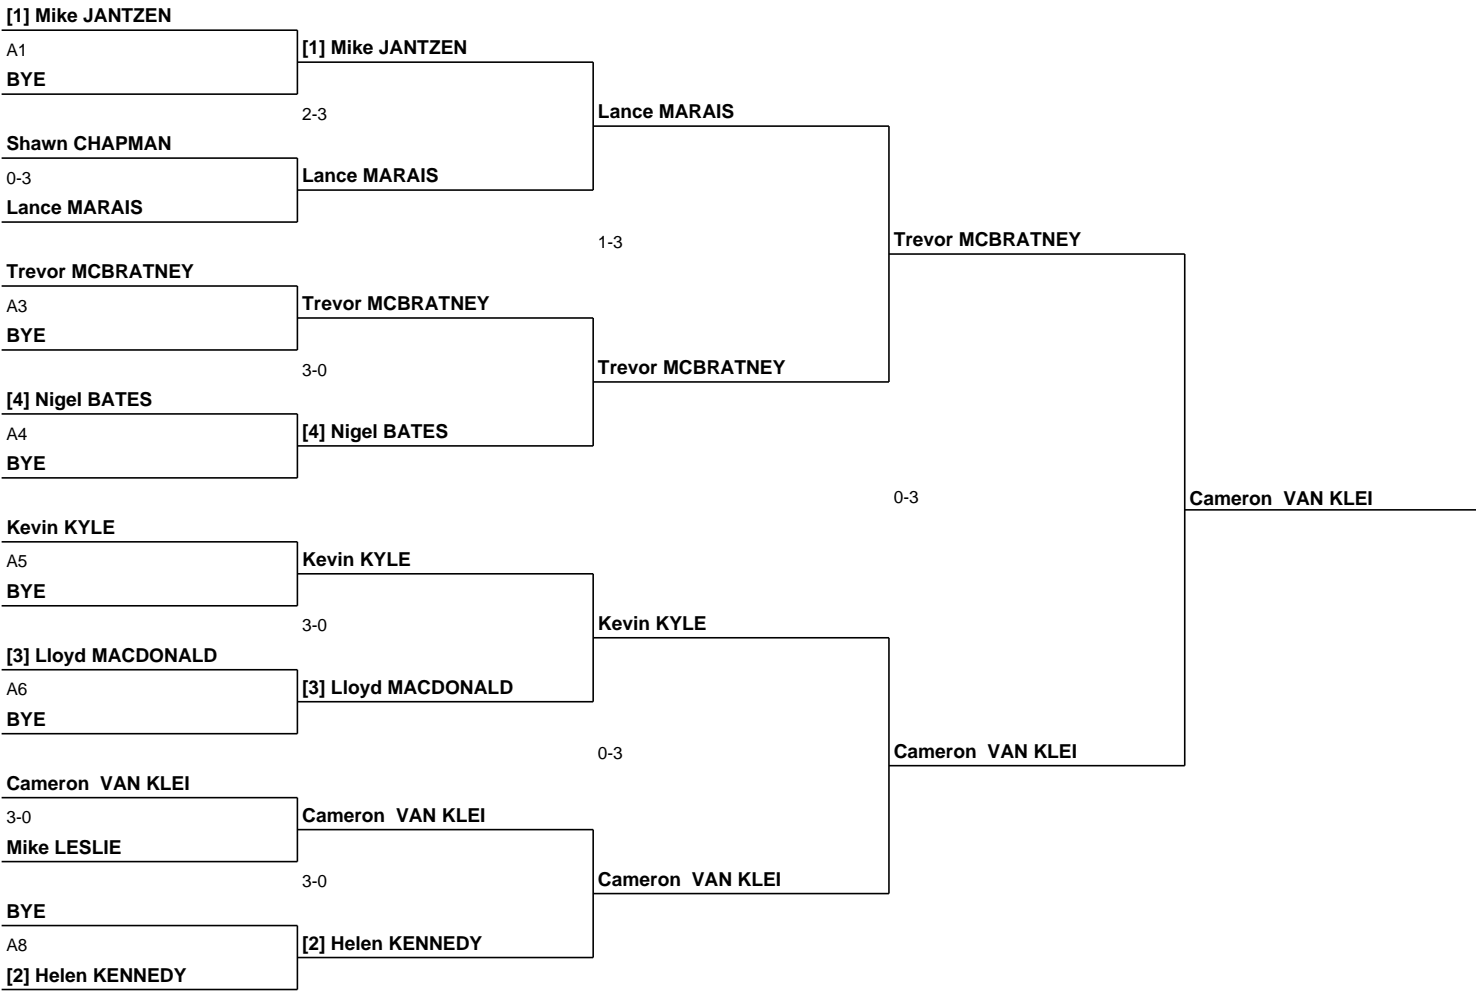 [1] Mike JANTZEN
A1
BYE
Shawn CHAPMAN
0-3
Lance MARAIS
Trevor MCBRATNEY
A3
BYE
[4] Nigel BATES
A4
BYE
Kevin KYLE
A5
BYE
[3] Lloyd MACDONALD
A6
BYE
Cameron  VAN KLEI
3-0
Mike LESLIE
BYE
A8
[2] Helen KENNEDY
[1] Mike JANTZEN
2-3
Lance MARAIS
Trevor MCBRATNEY
3-0
[4] Nigel BATES
Kevin KYLE
3-0
[3] Lloyd MACDONALD
Cameron  VAN KLEI
3-0
[2] Helen KENNEDY
Lance MARAIS
1-3
Trevor MCBRATNEY
Kevin KYLE
0-3
Cameron  VAN KLEI
Trevor MCBRATNEY
0-3
Cameron  VAN KLEI
Cameron  VAN KLEI